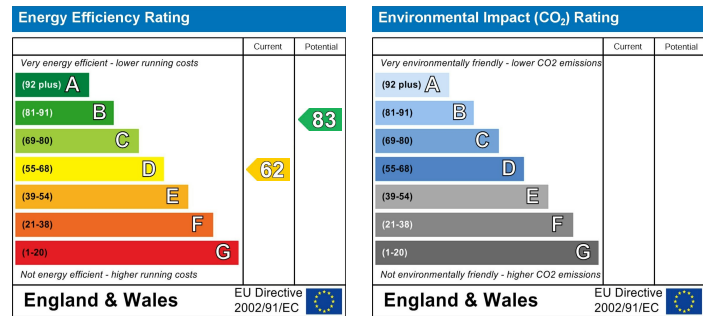 Energy Efficiency Rating
Current Potential
Very energy efficient - lower running costs
(92 plus) A
(81-91) B
83
(69-80) C
(55-68) D
62
(39-54) E
(21-38) F
(1-20) G
Not energy efficient - higher running costs
England & Wales
EU Directive
2002/91/EC
Environmental Impact (CO₂) Rating
Current Potential
Very environmentally friendly - lower CO2 emissions
(92 plus) A
(81-91) B
(69-80) C
(55-68) D
(39-54) E
(21-38) F
(1-20) G
Not environmentally friendly - higher CO2 emissions
England & Wales
EU Directive
2002/91/EC